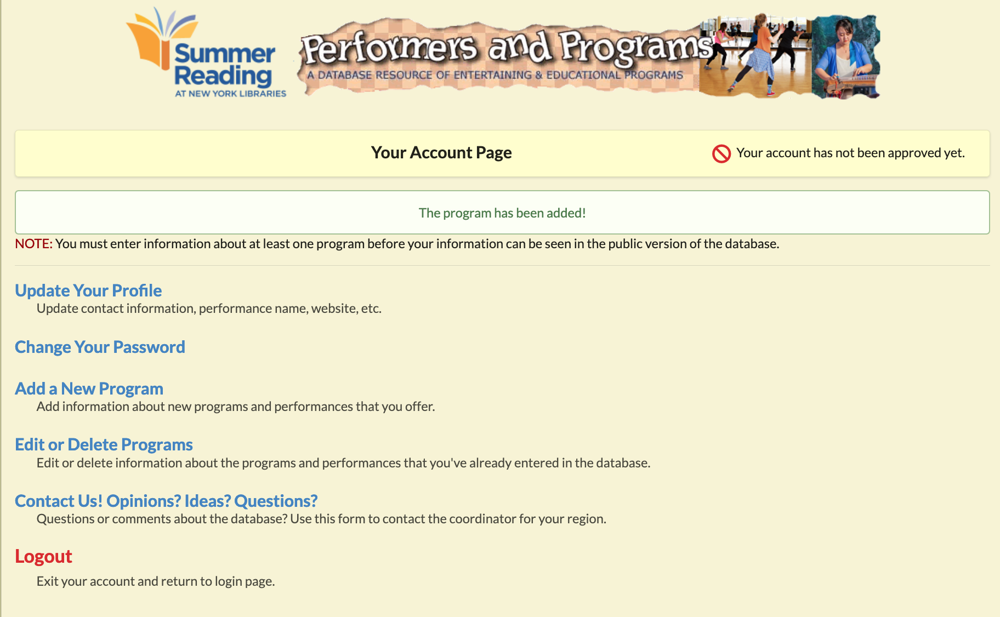 Summer
Reading
AT NEW YORK LIBRARIES
Performers and Programs
A DATABASE RESOURCE OF ENTERTAINING & EDUCATIONAL PROGRAMS
Your Account Page
Your account has not been approved yet.
The program has been added!
NOTE: You must enter information about at least one program before your information can be seen in the public version of the database.
Update Your Profile
Update contact information, performance name, website, etc.
Change Your Password
Add a New Program
Add information about new programs and performances that you offer.
Edit or Delete Programs
Edit or delete information about the programs and performances that you've already entered in the database.
Contact Us! Opinions? Ideas? Questions?
Questions or comments about the database? Use this form to contact the coordinator for your region.
Logout
Exit your account and return to login page.